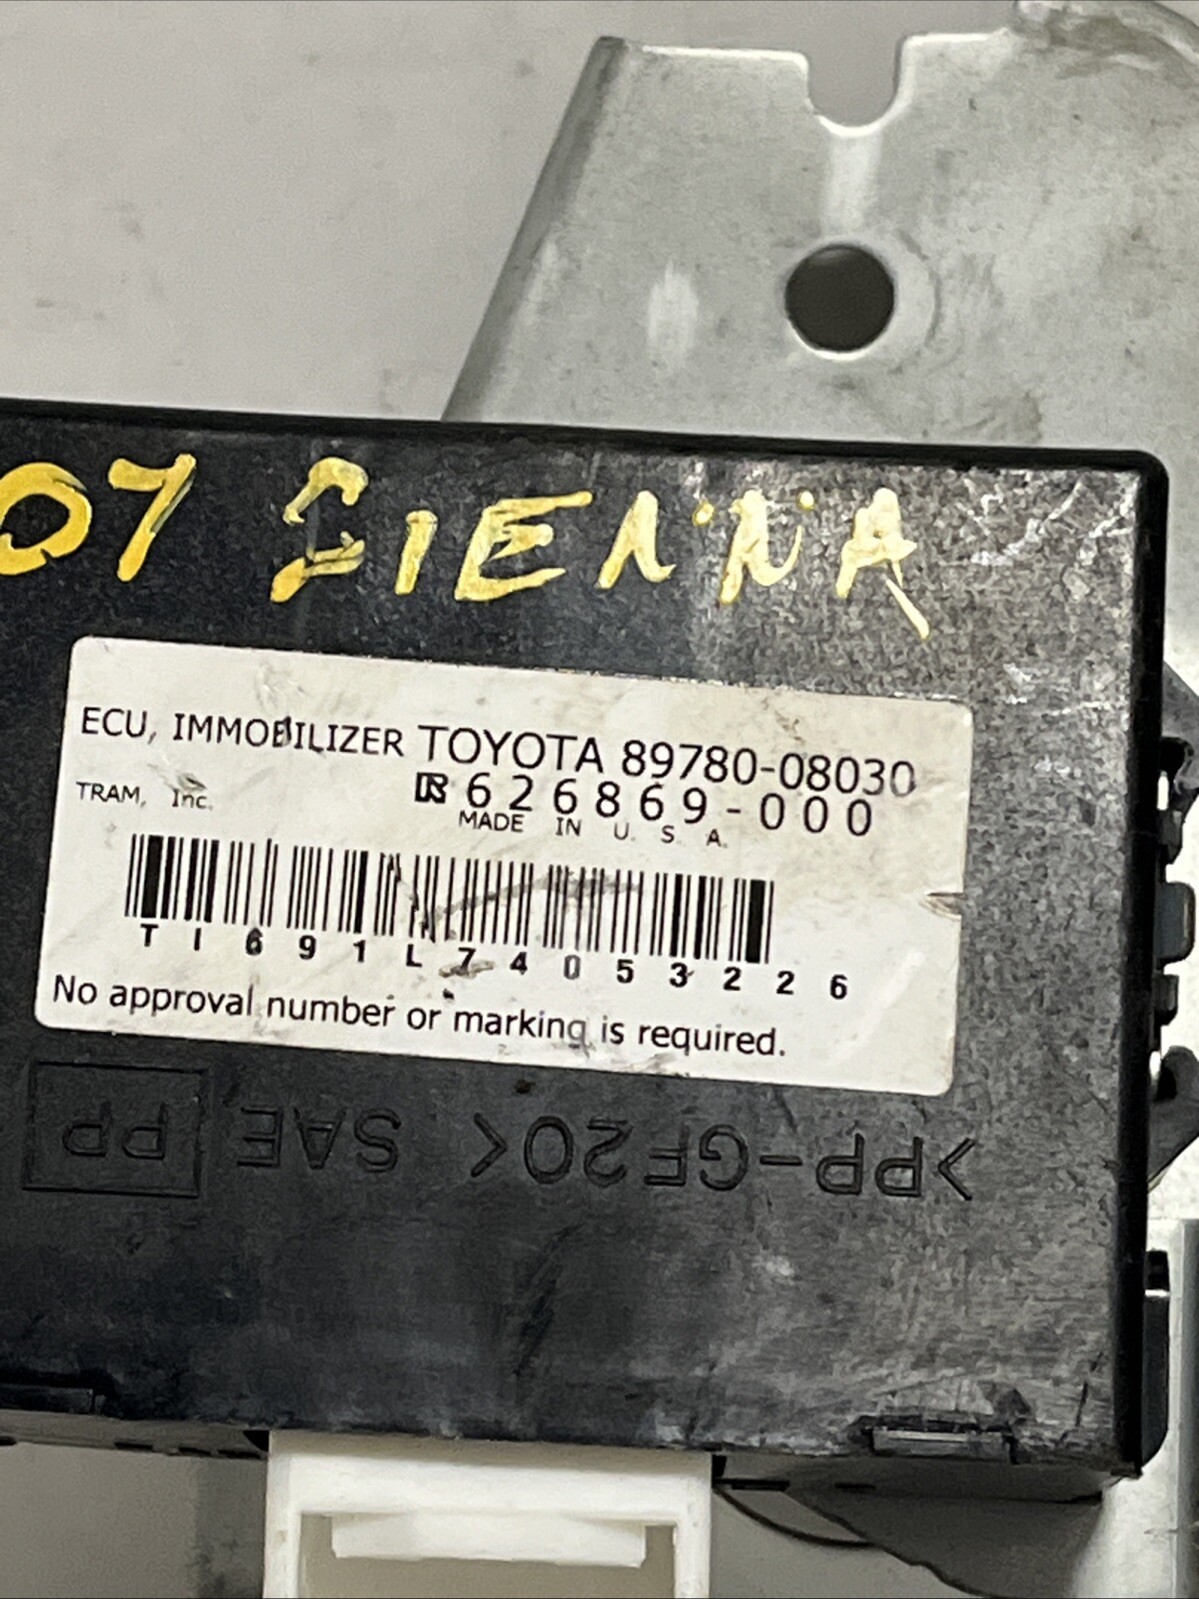 07 SIENNA
ECU, IMMOBILIZER TOYOTA 89780-08030
TRAM, Inc. 626869-000
MADE IN U. S. A.
TI691L74053226
No approval number or marking is required.
>PP-GF20< SAE PP